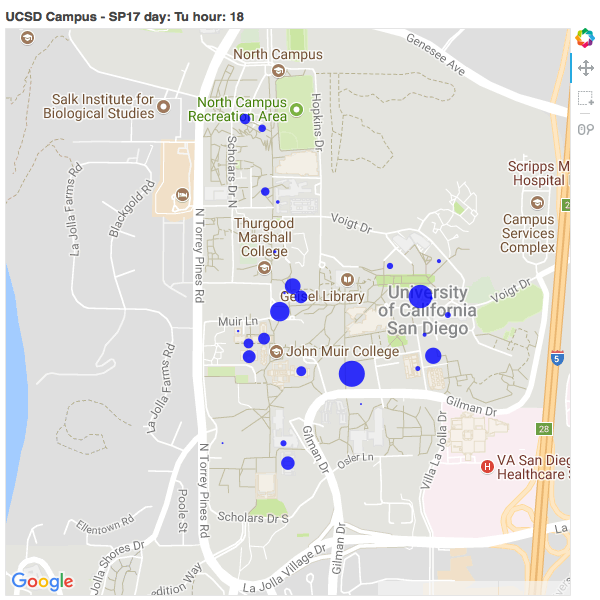 UCSD Campus - SP17 day: Tu hour: 18
Genesee Ave
North Campus
Salk Institute for
Biological Studies
North Campus
Recreation Area
Hopkins Dr
Scholars Dr N
La Jolla Farms Rd
Blackgold Rd
Scripps M
Hospital
2
Campus
Services
Complex
N Torrey Pines Rd
Thurgood
Marshall
College
Voigt Dr
Geisel Library
University
of California
San Diego
Voigt Dr
Muir Ln
John Muir College
5
La Jolla Farms Rd
Gilman Dr
Villa La Jolla Dr
28
N Torrey Pines Rd
Gilman Dr
Osler Ln
VA San Dieg
Healthcare S
H
Poole St
Ellentown Rd
Scholars Dr S
La Jolla Shores Dr
Gilman Dr
La
La Jolla Village Dr
edition Way
Google